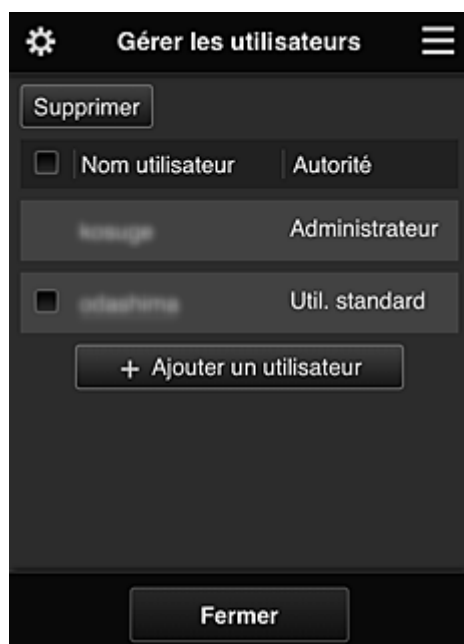 Gérer les utilisateurs
Supprimer
Nom utilisateur Autorité
Administrateur
Util. standard
+ Ajouter un utilisateur
Fermer